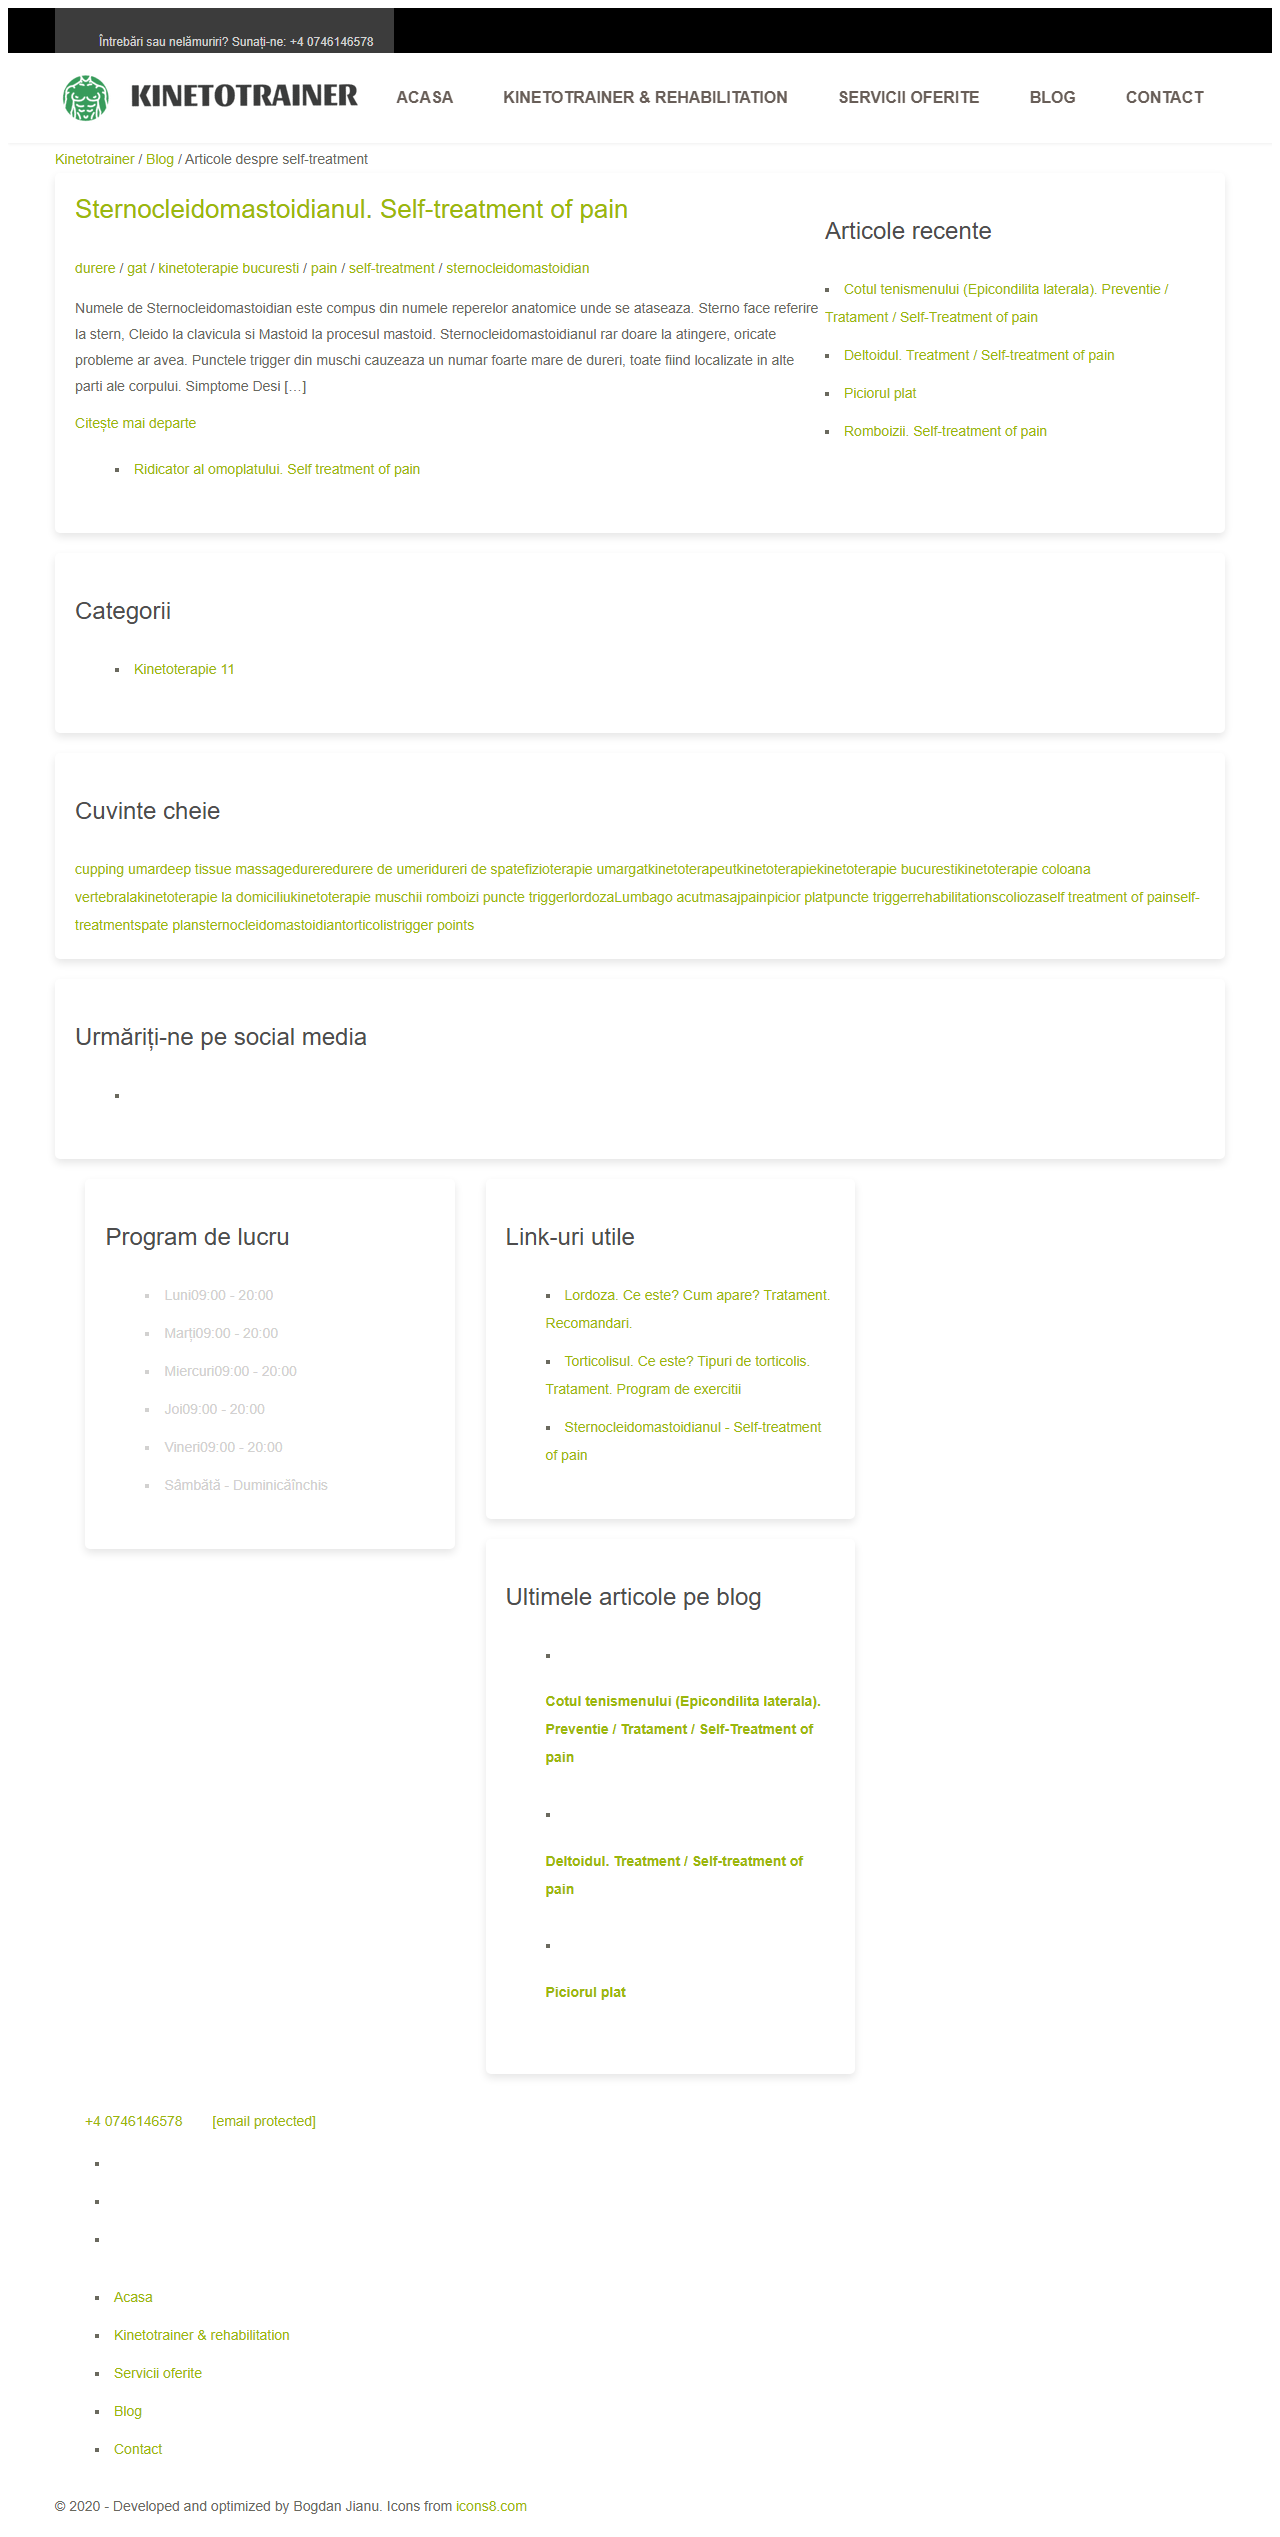 Întrebări sau nelămuriri? Sunați-ne: +4 0746146578
KINETOTRAINER
ACASA
KINETOTRAINER & REHABILITATION
SERVICII OFERITE
BLOG
CONTACT
Kinetotrainer / Blog / Articole despre self-treatment
Sternocleidomastoidianul. Self-treatment of pain
durere / gat / kinetoterapie bucuresti / pain / self-treatment / sternocleidomastoidian
Numele de Sternocleidomastoidian este compus din numele reperelor anatomice unde se ataseaza. Sterno face referire
la stern, Cleido la clavicula si Mastoid la procesul mastoid. Sternocleidomastoidianul rar doare la atingere, oricate
probleme ar avea. Punctele trigger din muschi cauzeaza un numar foarte mare de dureri, toate fiind localizate in alte
parti ale corpului. Simptome Desi […]
Citește mai departe
Articole recente
Cotul tenismenului (Epicondilita laterala). Preventie /
Tratament / Self-Treatment of pain
Deltoidul. Treatment / Self-treatment of pain
Piciorul plat
Romboizii. Self-treatment of pain
Ridicator al omoplatului. Self treatment of pain
Categorii
Kinetoterapie 11
Cuvinte cheie
cupping umardeep tissue massagedureredurere de umeridureri de spatefizioterapie umargatkinetoterapeutkinetoterapiekinetoterapie bucurestikinetoterapie coloana
vertebralakinetoterapie la domiciliukinetoterapie muschii romboizi puncte triggerlordozaLumbago acutmasajpainpicior platpuncte triggerrehabilitationscoliozaself treatment of painself-
treatmentspate plansternocleidomastoidiantorticolistrigger points
Urmăriți-ne pe social media
Program de lucru
Luni09:00 - 20:00
Marți09:00 - 20:00
Miercuri09:00 - 20:00
Joi09:00 - 20:00
Vineri09:00 - 20:00
Sâmbătă - Duminicăînchis
Link-uri utile
Lordoza. Ce este? Cum apare? Tratament.
Recomandari.
Torticolisul. Ce este? Tipuri de torticolis.
Tratament. Program de exercitii
Sternocleidomastoidianul - Self-treatment
of pain
Ultimele articole pe blog
Cotul tenismenului (Epicondilita laterala).
Preventie / Tratament / Self-Treatment of
pain
Deltoidul. Treatment / Self-treatment of
pain
Piciorul plat
+4 0746146578 [email protected]
Acasa
Kinetotrainer & rehabilitation
Servicii oferite
Blog
Contact
© 2020 - Developed and optimized by Bogdan Jianu. Icons from icons8.com